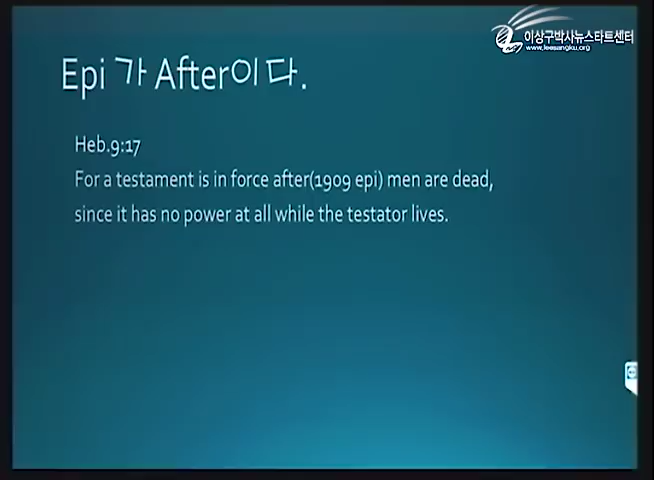 이상구박사뉴스타트센터
www.leesangku.org
Epi 가 After이다.
Heb.9:17
For a testament is in force after(1909 epi) men are dead,
since it has no power at all while the testator lives.